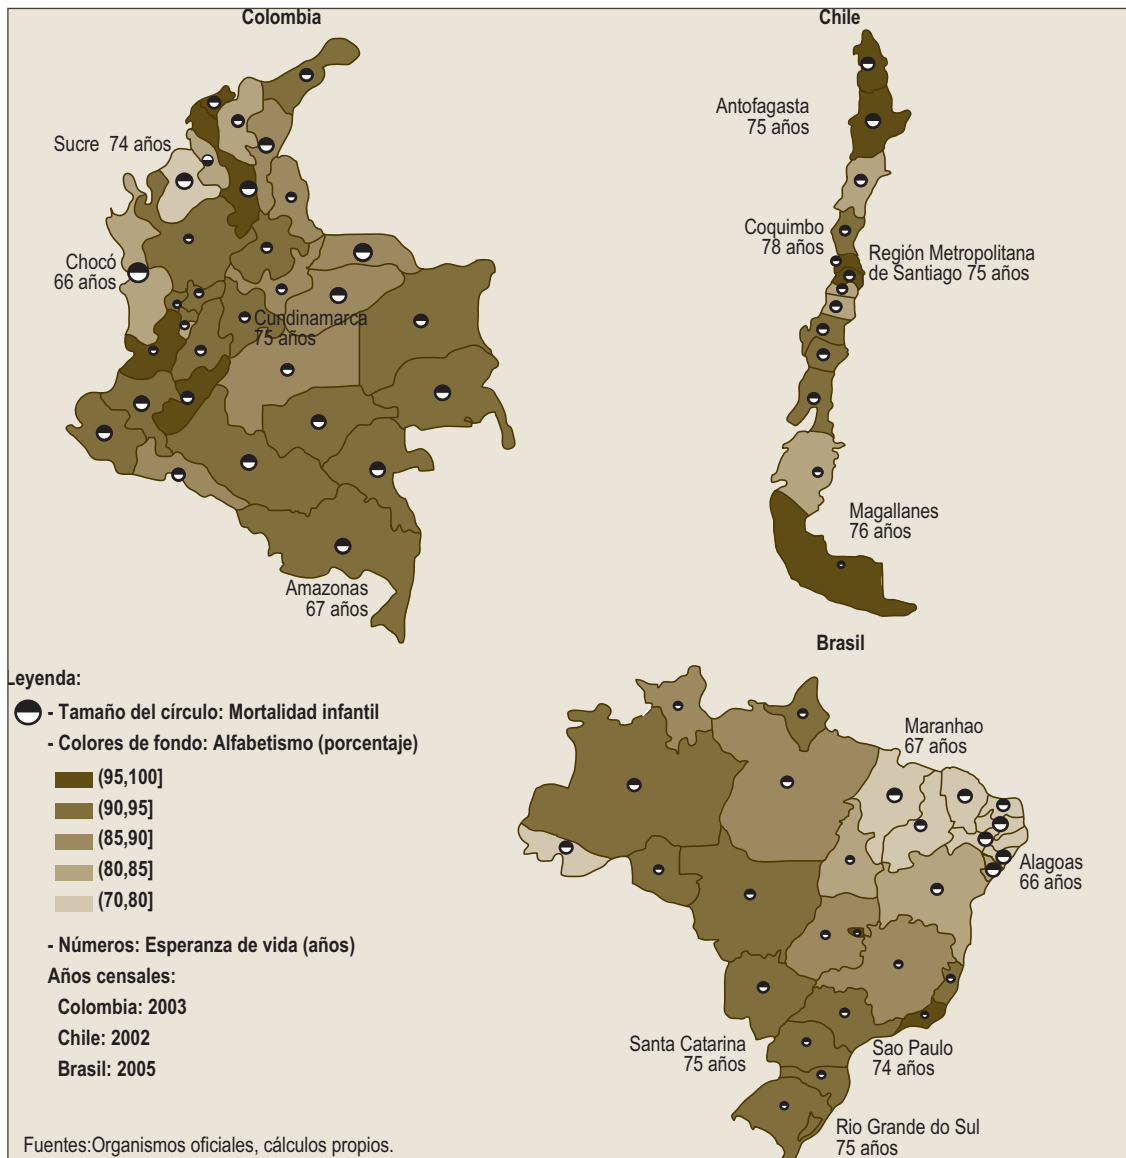 Colombia
Chile
Sucre 74 años
Chocó
66 años
Cundinamarca
75 años
Amazonas
67 años
Antofagasta
75 años
Coquimbo
78 años
Región Metropolitana
de Santiago 75 años
Magallanes
76 años
Brasil
Maranhao
67 años
Alagoas
66 años
Santa Catarina
75 años
Sao Paulo
74 años
Rio Grande do Sul
75 años
Leyenda:
- Tamaño del círculo: Mortalidad infantil
- Colores de fondo: Alfabetismo (porcentaje)
(95,100]
(90,95]
(85,90]
(80,85]
(70,80]
- Números: Esperanza de vida (años)
Años censales:
Colombia: 2003
Chile: 2002
Brasil: 2005
Fuentes:Organismos oficiales, cálculos propios.